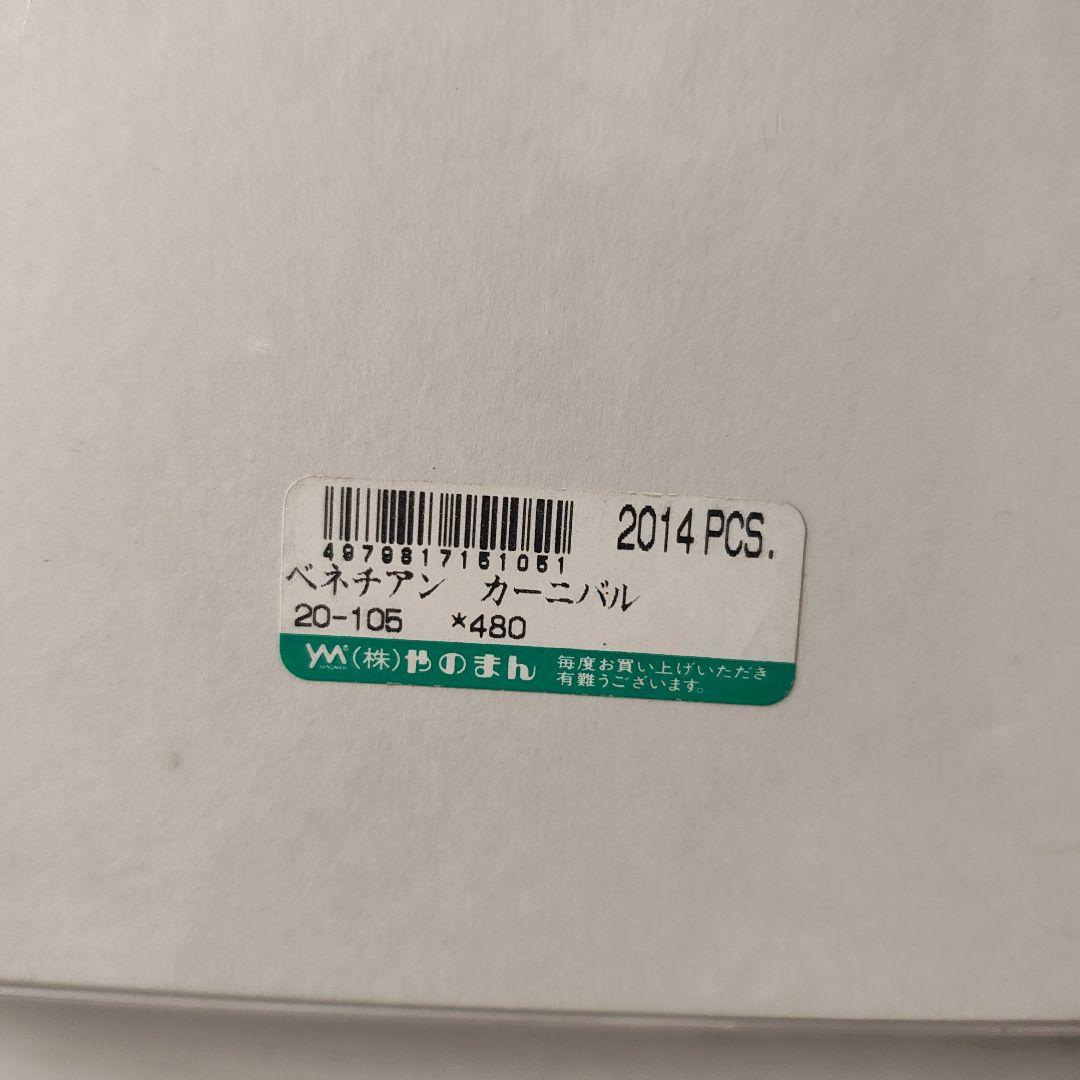 2014 PCS.
4979817151051
ベネチアン カーニバル
20-105 *480
YM (株)やのまん 毎度お買い上げいただき
有難うございます。